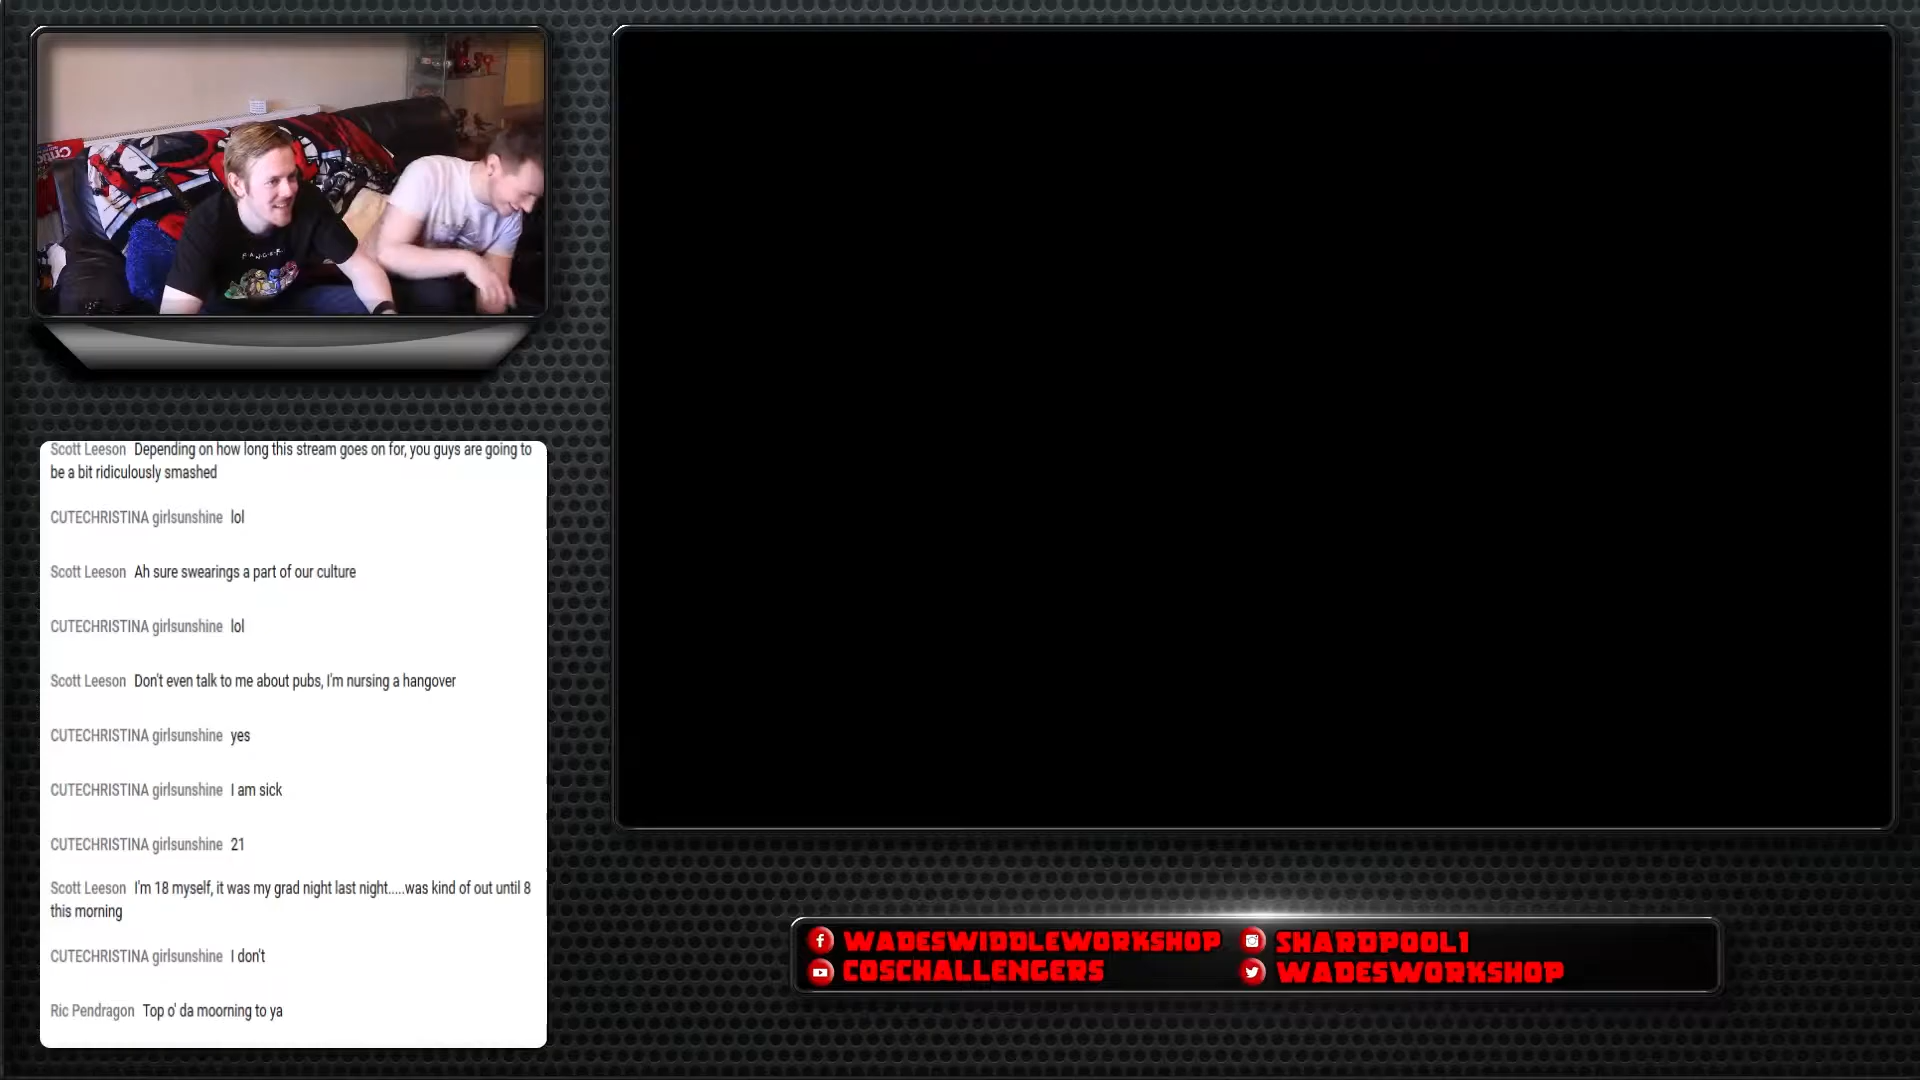 Scott Leeson Depending on how long this stream goes on for, you guys are going to
be a bit ridiculously smashed
CUTECHRISTINA girlsunshine lol
Scott Leeson Ah sure swearings a part of our culture
CUTECHRISTINA girlsunshine lol
Scott Leeson Don't even talk to me about pubs, I'm nursing a hangover
CUTECHRISTINA girlsunshine yes
CUTECHRISTINA girlsunshine I am sick
CUTECHRISTINA girlsunshine 21
Scott Leeson I'm 18 myself, it was my grad night last night.....was kind of out until 8
this morning
CUTECHRISTINA girlsunshine I don't
Ric Pendragon Top o' da moorning to ya
WADESWIDDLEWORKSHOP
SHARDPOOL1
COSCHALLENGERS
WADESWORKSHOP